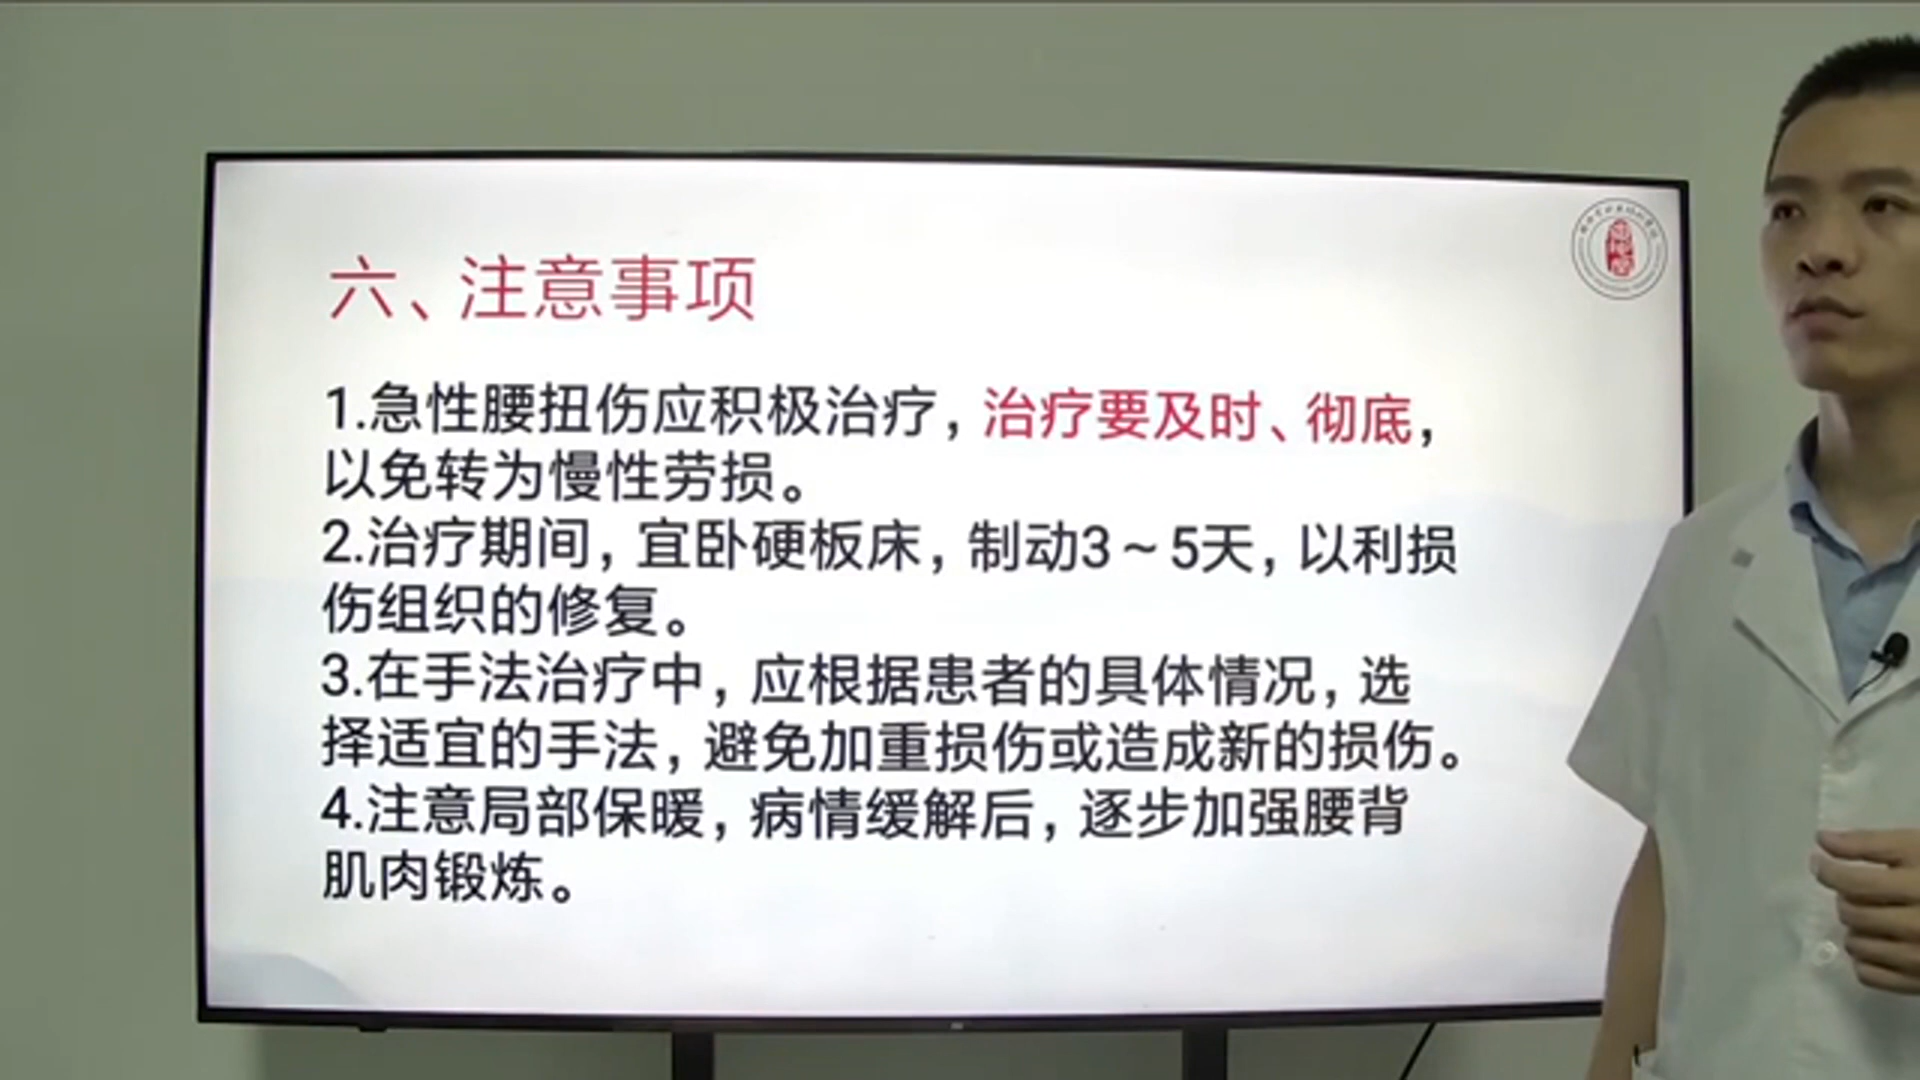 六、注意事项
1.急性腰扭伤应积极治疗，治疗要及时、彻底，
以免转为慢性劳损。
2.治疗期间，宜卧硬板床，制动3～5天，以利损
伤组织的修复。
3.在手法治疗中，应根据患者的具体情况，选
择适宜的手法，避免加重损伤或造成新的损伤。
4.注意局部保暖，病情缓解后，逐步加强腰背
肌肉锻炼。